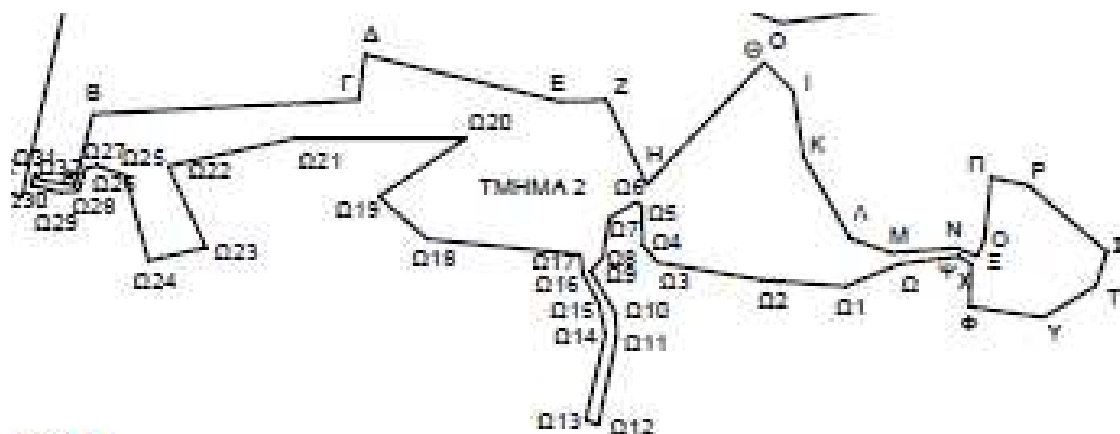 Θ
Ο
Δ
Ι
Β
Γ
Ε
Ζ
Ω20
Κ
Ω31
Ω27
Ω25
Ω22
Ω21
Η
Π
Ρ
Ω26
ΤΜΗΜΑ 2
Ω6
Ω28
Ω29
Ω19
Ω5
Ω7
Λ
Ω23
Ω18
Ω4
Μ
Ν
Ο
Σ
Ω24
Ω17
Ω8
Ω9
Ω3
Ω
Ψ
Χ
Ξ
Ω16
Ω2
Ω1
Τ
Ω15
Ω10
Φ
Υ
Ω14
Ω11
Ω13
Ω12